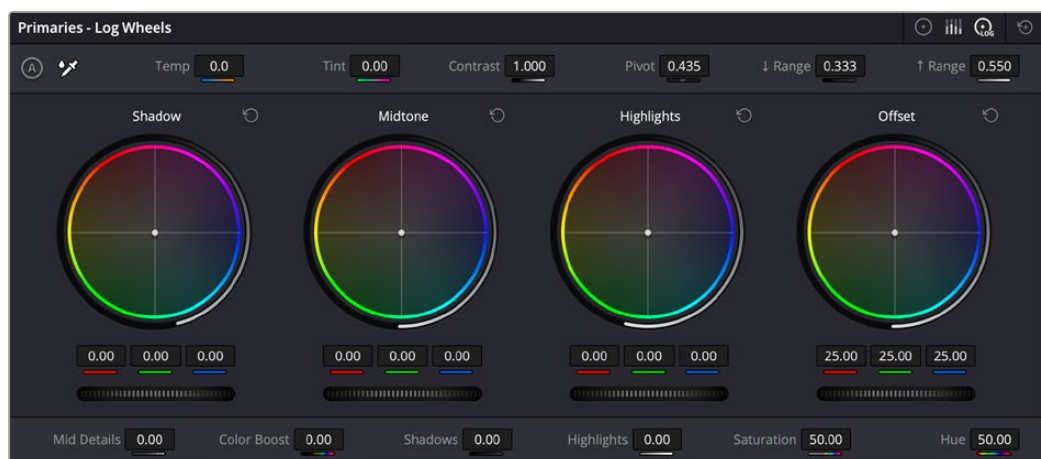 Primaries - Log Wheels
LOG
A Temp 0.0 Tint 0.00 Contrast 1.000 Pivot 0.435 ↓ Range 0.333 ↑ Range 0.550
Shadow Midtone Highlights Offset
0.00 0.00 0.00 0.00 0.00 0.00 0.00 0.00 0.00 25.00 25.00 25.00
Mid Details 0.00 Color Boost 0.00 Shadows 0.00 Highlights 0.00 Saturation 50.00 Hue 50.00